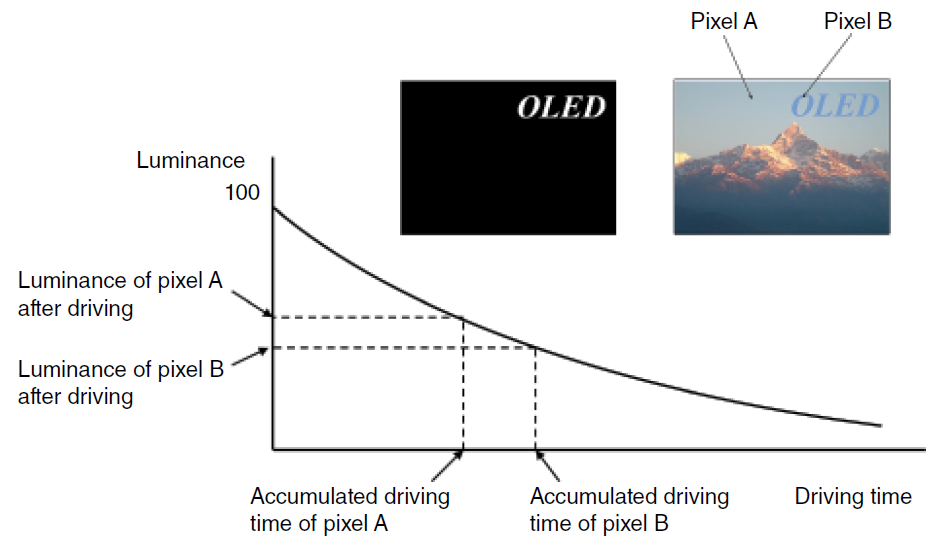 Pixel A
Pixel B
OLED
OLED
Luminance
100
Luminance of pixel A
after driving
Luminance of pixel B
after driving
Accumulated driving
time of pixel A
Accumulated driving
time of pixel B
Driving time